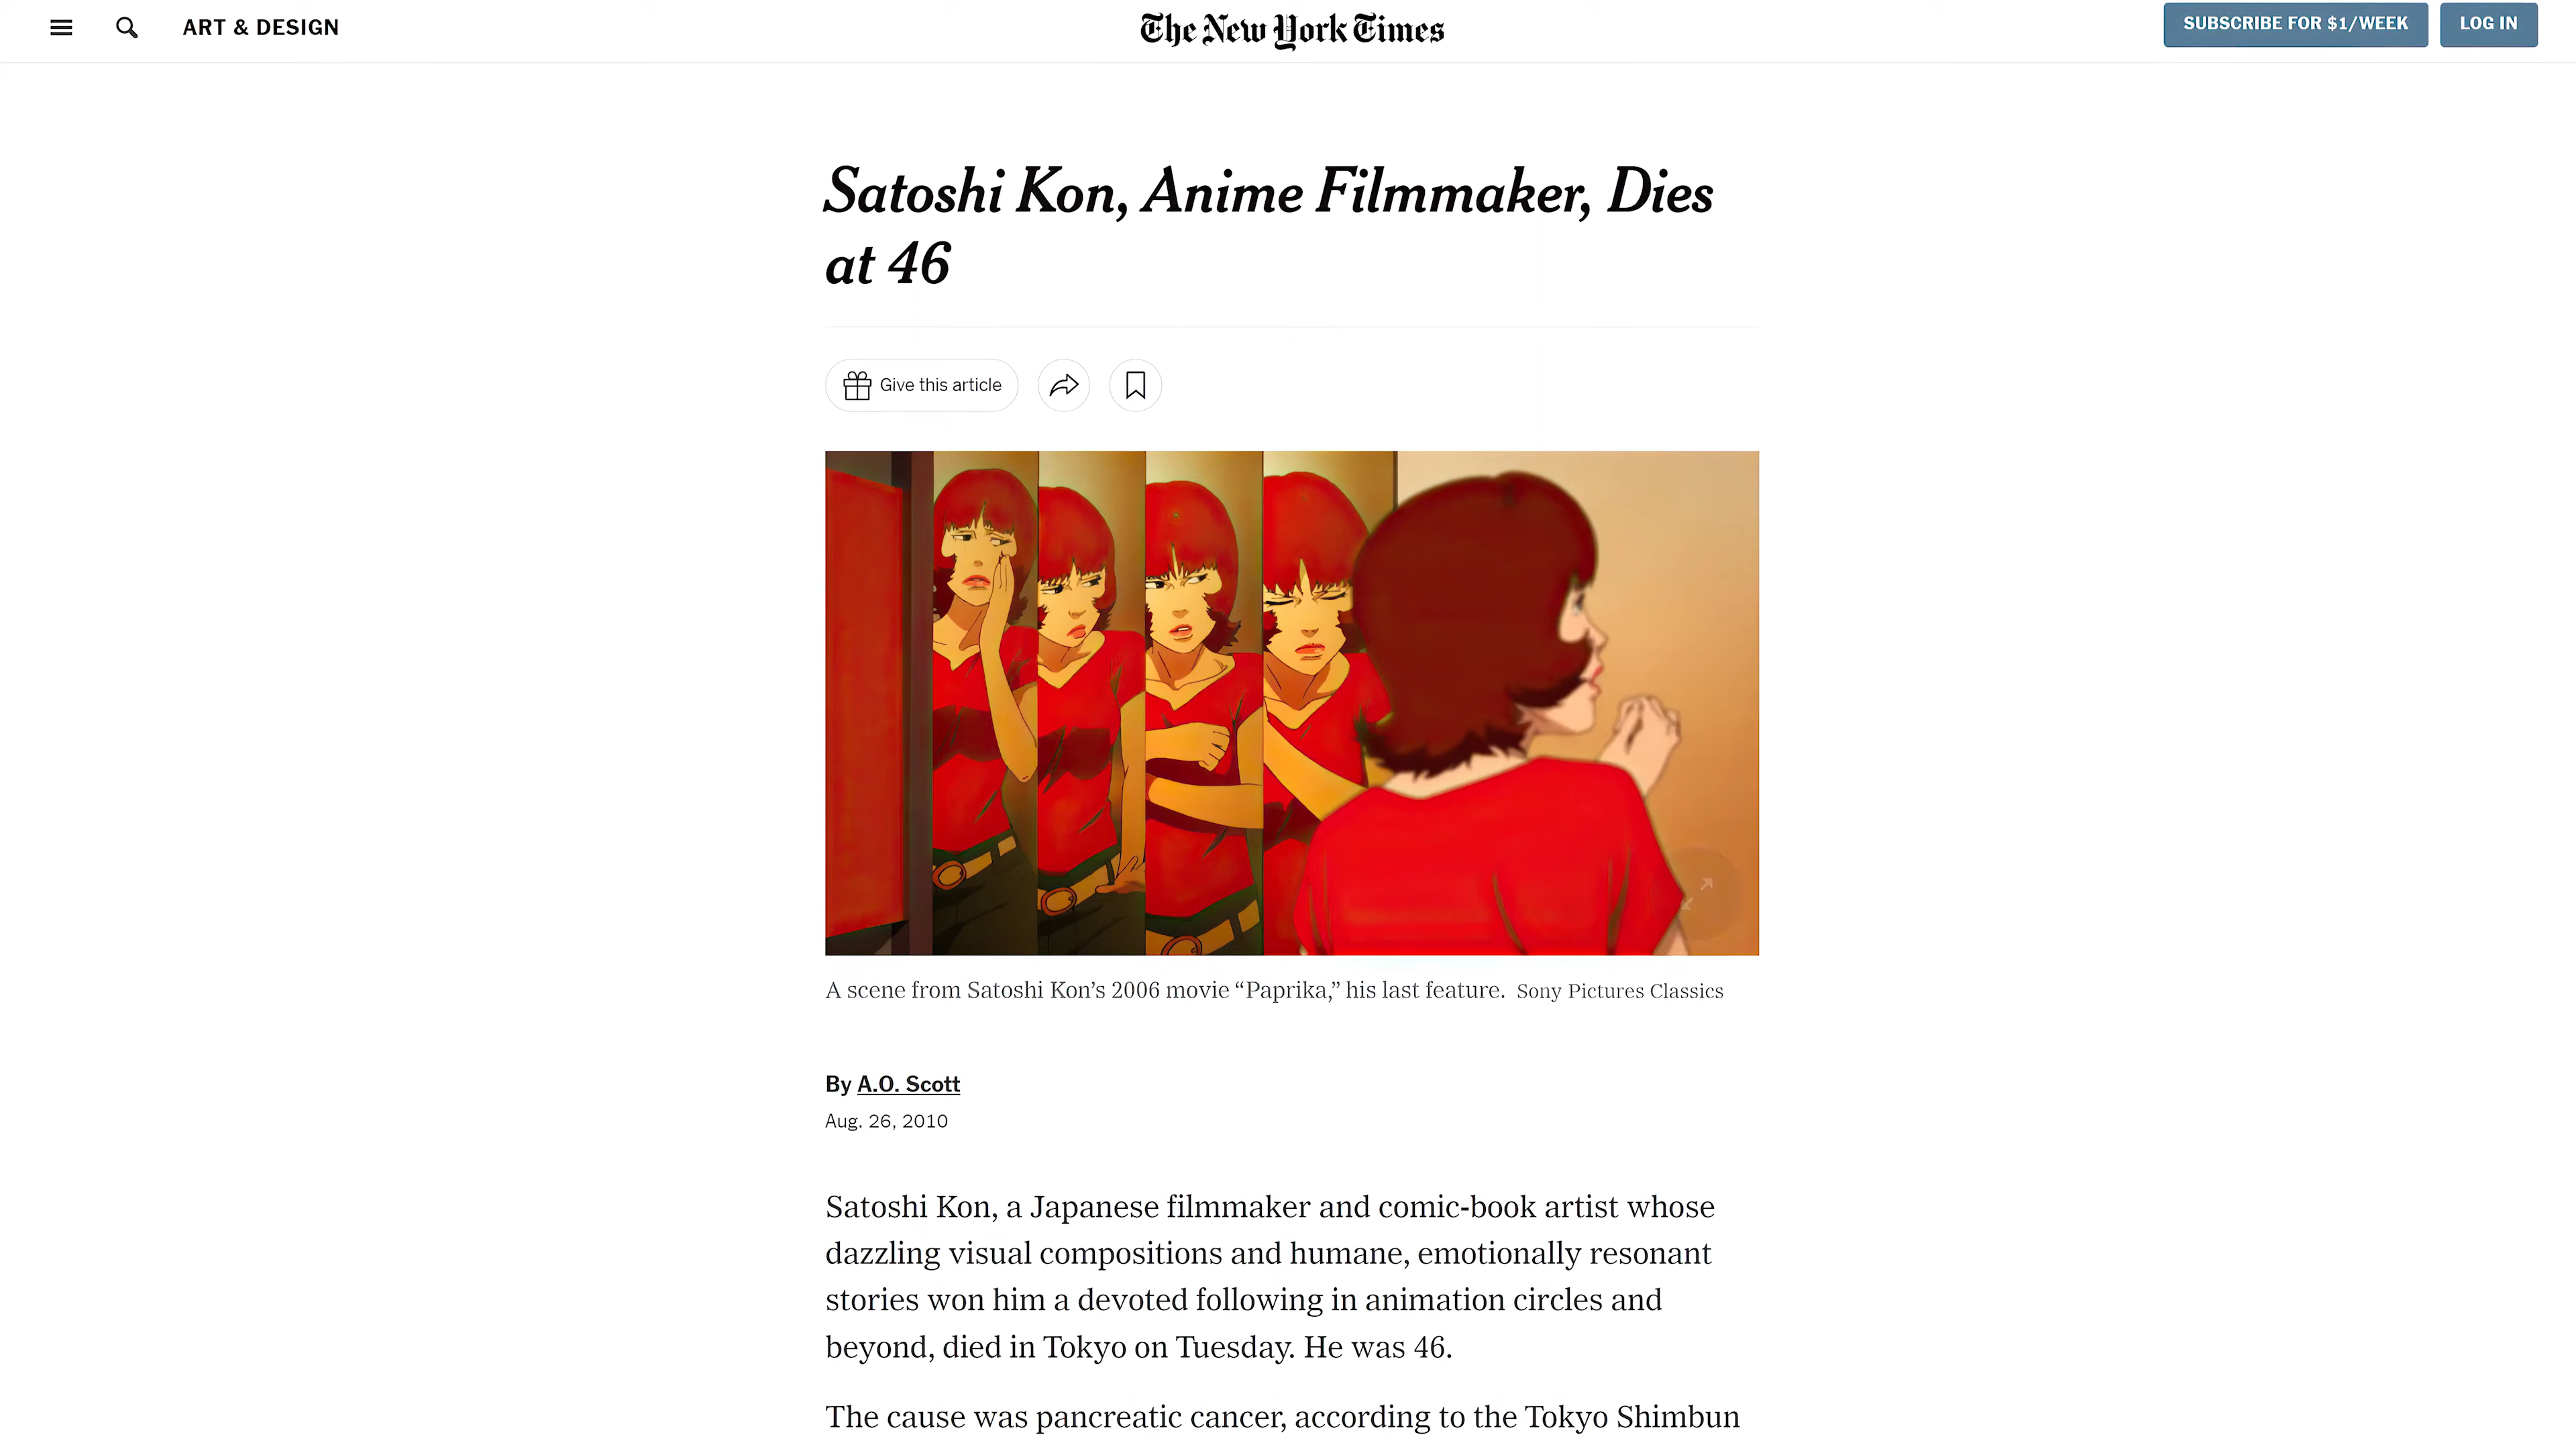 ART & DESIGN
The New York Times
SUBSCRIBE FOR $1/WEEK
LOG IN
Satoshi Kon, Anime Filmmaker, Dies
at 46
Give this article
A scene from Satoshi Kon’s 2006 movie “Paprika,” his last feature. Sony Pictures Classics
By A.O. Scott
Aug. 26, 2010
Satoshi Kon, a Japanese filmmaker and comic-book artist whose
dazzling visual compositions and humane, emotionally resonant
stories won him a devoted following in animation circles and
beyond, died in Tokyo on Tuesday. He was 46.
The cause was pancreatic cancer, according to the Tokyo Shimbun